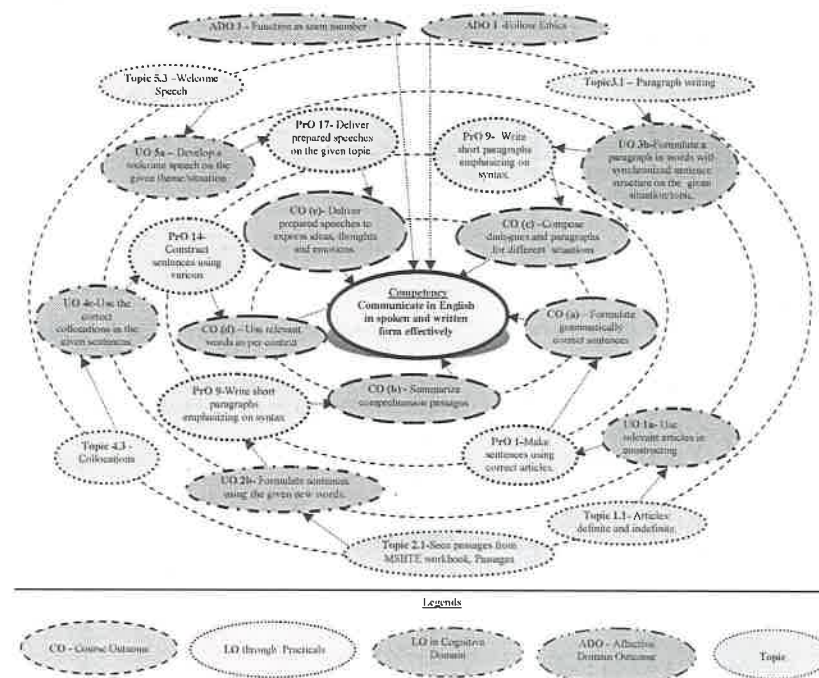 ADO 3 - Function as team member
ADO 1 -Follow Ethics
Topic 5.3 -Welcome
Speech
Topic3.1 – Paragraph writing
PrO 17- Deliver
prepared speeches
on the given topic
PrO 9- Write
short paragraphs
emphasizing on
syntax.
UO 5a – Develop a
welcome speech on the
given theme/situation.
UO 3b-Formulate a
paragraph in words with
synchronized sentence
structure on the given
situation/topic.
CO (e)- Deliver
prepared speeches to
express ideas, thoughts
and emotions
CO (c) –Compose
dialogues and paragraphs
for different situations
PrO 14-
Construct
sentences using
various
Competency
Communicate in English
in spoken and written
form effectively
UO 4c-Use the
correct
collocations in the
given sentences
CO (d) – Use relevant
words as per context
CO (a) – Formulate
grammatically
correct sentences
CO (b) - Summarize
comprehension passages
PrO 9-Write short
paragraphs
emphasizing on syntax
UO 1a- Use
relevant articles in
constructing
PrO 1-Make
sentences using
correct articles.
Topic 4.3 -
Collocations
UO 2b- Formulate sentences
using the given new words.
Topic 1.1- Articles:
definite and indefinite.
Topic 2.1-Seen passages from
MSBTE workbook, Passages
Legends
CO - Course Outcome
LO through Practicals
LO in Cognitive
Domain
ADO - Affective
Domain Outcome
Topic